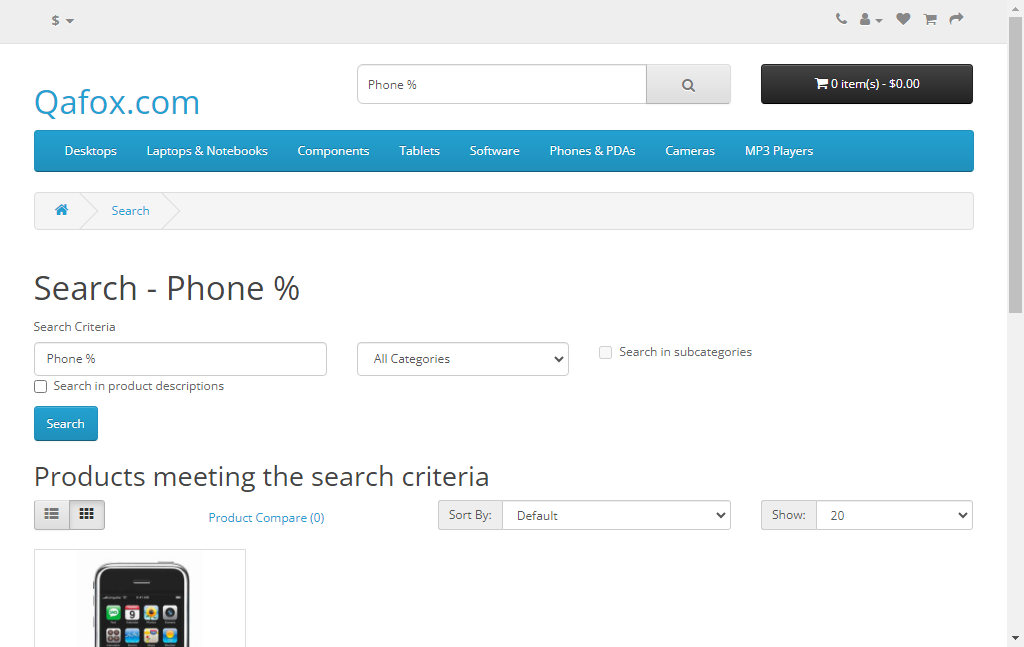 $
Phone %
0 item(s) - $0.00
Qafox.com
Desktops Laptops & Notebooks Components Tablets Software Phones & PDAs Cameras MP3 Players
Search
Search - Phone %
Search Criteria
Phone % All Categories Search in subcategories
Search in product descriptions
Search
Products meeting the search criteria
Product Compare (0) Sort By: Default Show: 20